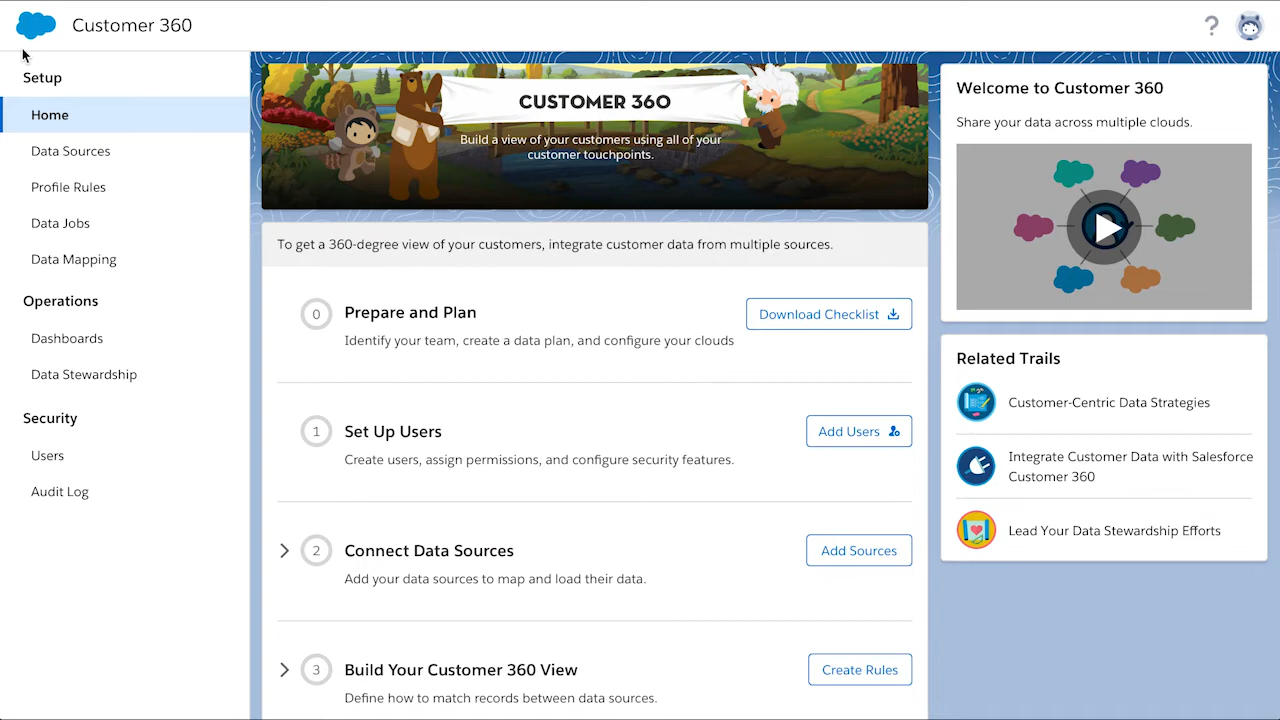 Customer 360
?
Setup
Home
Data Sources
Profile Rules
Data Jobs
Data Mapping
Operations
Dashboards
Data Stewardship
Security
Users
Audit Log
CUSTOMER 360
Build a view of your customers using all of your
customer touchpoints.
To get a 360-degree view of your customers, integrate customer data from multiple sources.
0
Prepare and Plan
Identify your team, create a data plan, and configure your clouds
Download Checklist
1
Set Up Users
Create users, assign permissions, and configure security features.
Add Users
2
Connect Data Sources
Add your data sources to map and load their data.
Add Sources
3
Build Your Customer 360 View
Define how to match records between data sources.
Create Rules
Welcome to Customer 360
Share your data across multiple clouds.
Related Trails
Customer-Centric Data Strategies
Integrate Customer Data with Salesforce
Customer 360
Lead Your Data Stewardship Efforts